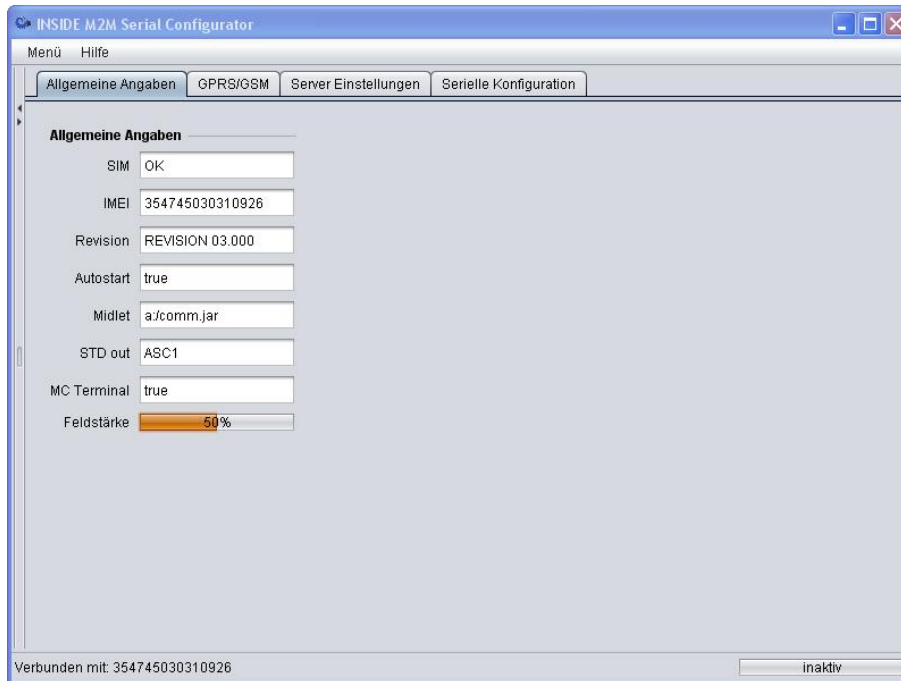 INSIDE M2M Serial Configurator
Menü Hilfe
Allgemeine Angaben GPRS/GSM Server Einstellungen Serielle Konfiguration
Allgemeine Angaben
SIM OK
IMEI 354745030310926
Revision REVISION 03.000
Autostart true
Midlet a:/comm.jar
STD out ASC1
MC Terminal true
Feldstärke 50%
Verbunden mit: 354745030310926 inaktiv